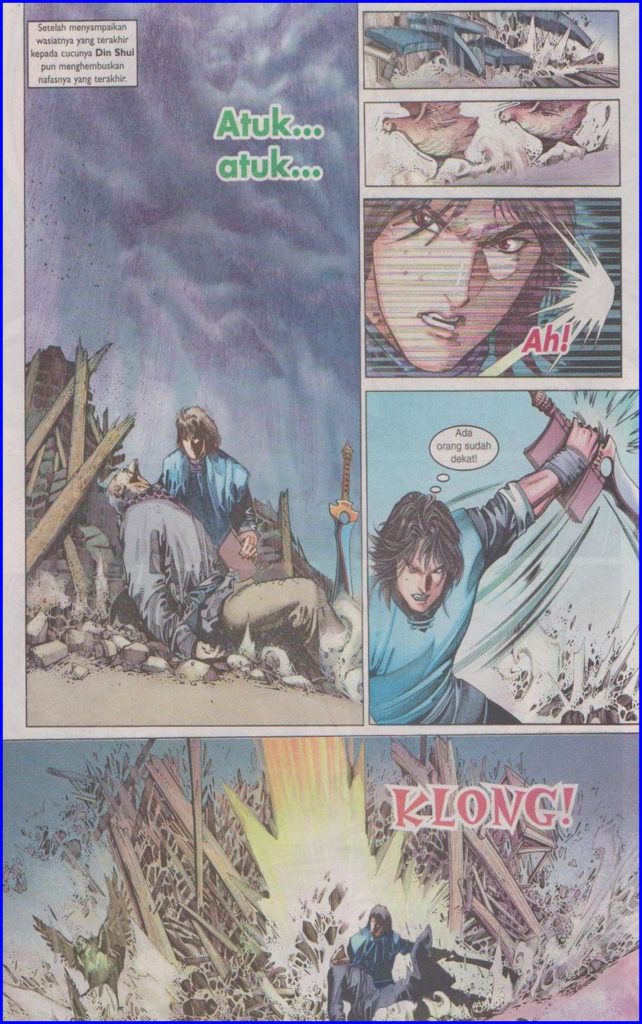 Setelah menyampaikan
wasiatnya yang terakhir
kepada cucunya Din Shui
pun menghembuskan
nafasnya yang terakhir.
Atuk...
atuk...
Ah!
Ada
orang sudah
dekat!
KLONG!